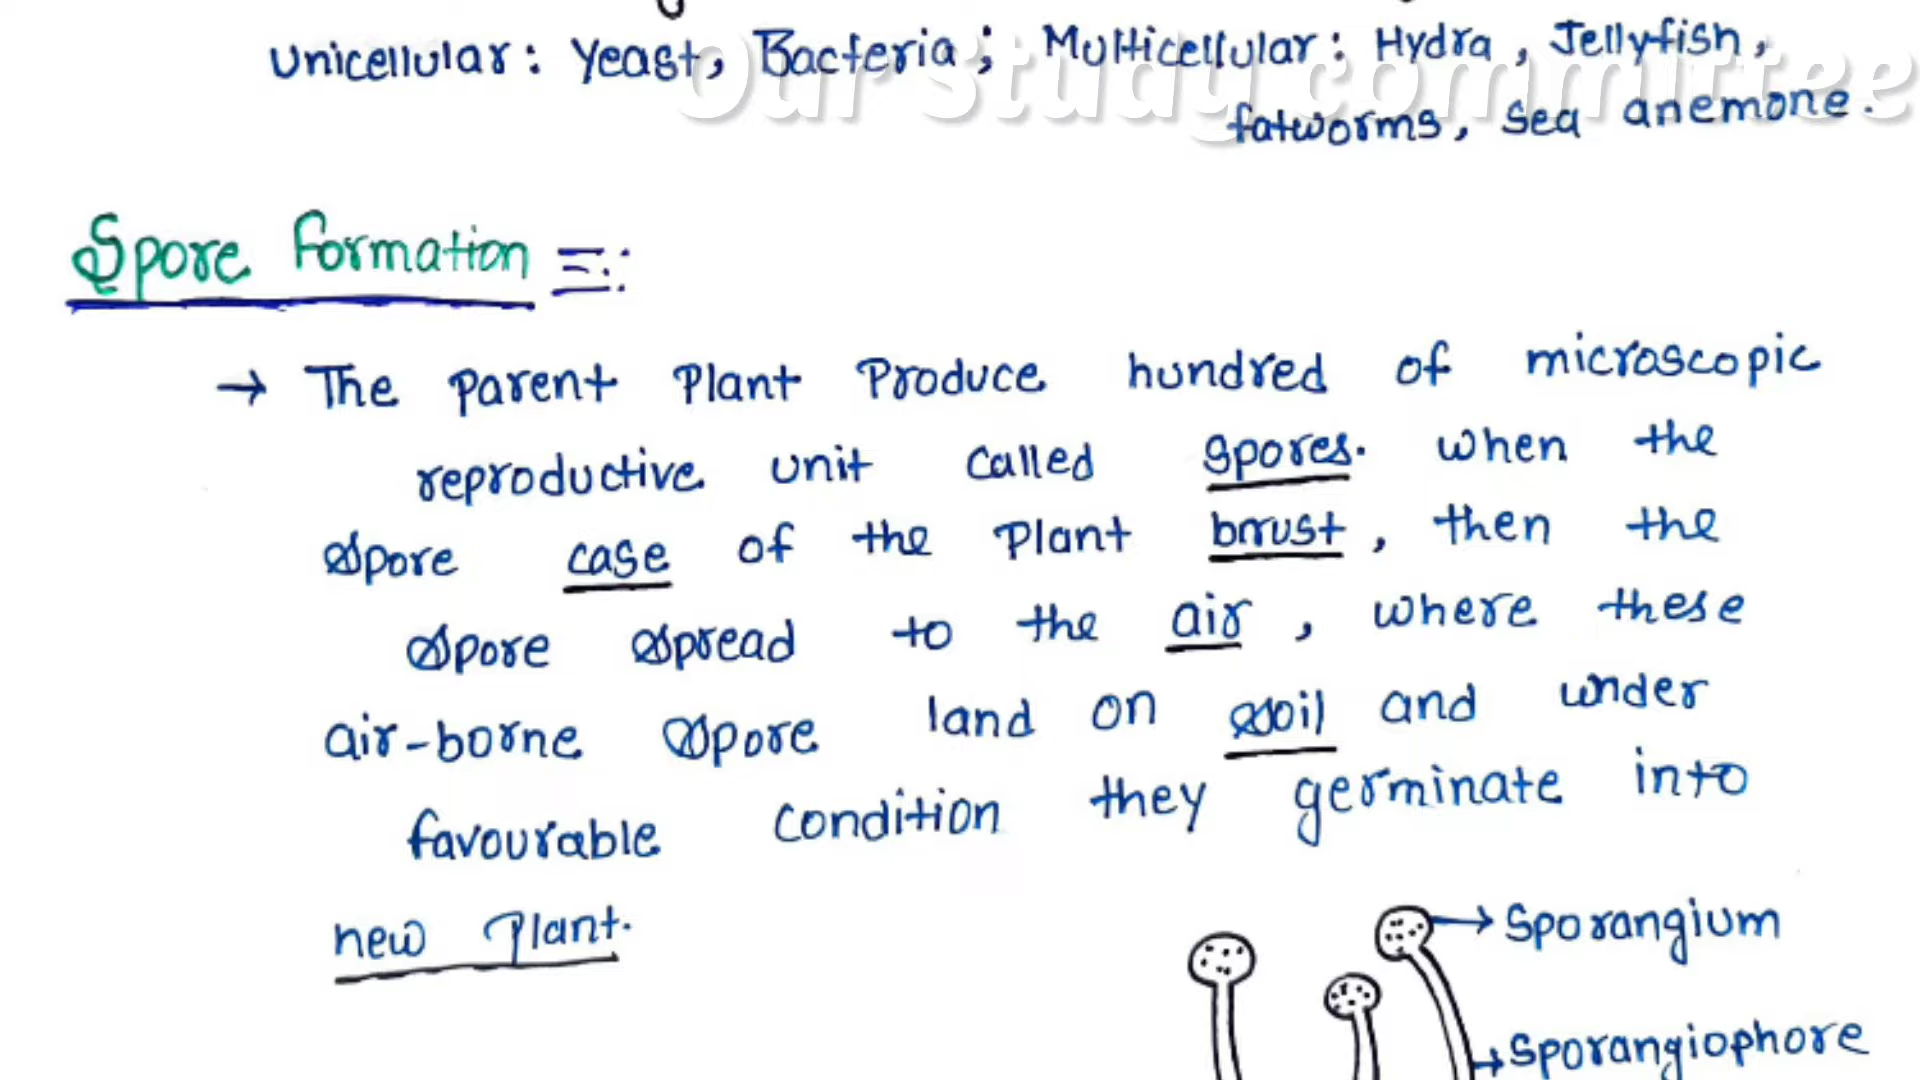 Unicellular: Yeast, Bacteria; Multicellular: Hydra, Jellyfish,
fatworms, sea anemone.
Our Study committee
Spore Formation
→ The parent Plant Produce hundred of microscopic
reproductive unit called spores. when the
Spore case of the Plant brrust, then the
Spore Spread to the air, where these
air-borne Spore land on soil and under
favourable condition they germinate into
new Plant.
→ Sporangium
→ Sporangiophore